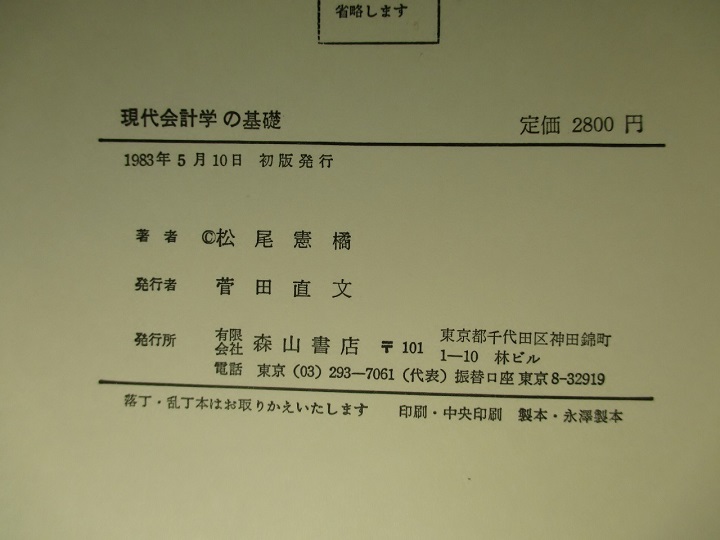 省略します
現代会計学の基礎 定価 2800 円
1983年 5 月 10日 初版発行
著者 ©松尾憲橘
発行者 菅田直文
発行所 有限会社 森山書店 〒101 東京都千代田区神田錦町
1—10 林ビル
電話 東京 (03) 293—7061 (代表) 振替口座 東京 8-32919
落丁・乱丁本はお取りかえいたします 印刷・中央印刷 製本・永澤製本